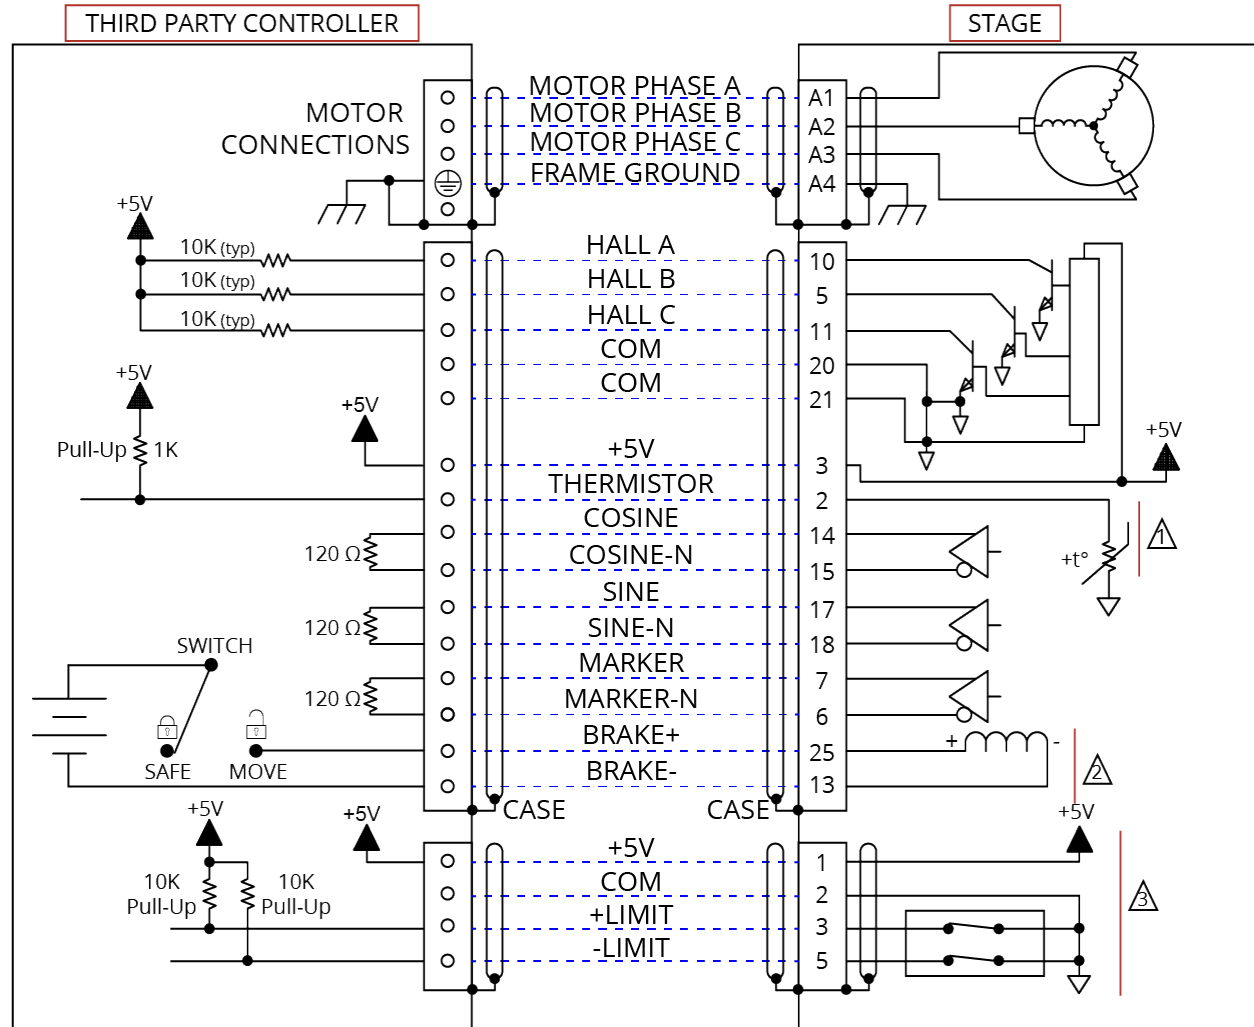 THIRD PARTY CONTROLLER
STAGE
MOTOR
CONNECTIONS
MOTOR PHASE A
A1
MOTOR PHASE B
A2
MOTOR PHASE C
A3
FRAME GROUND
A4
+5V
10K (typ)
HALL A
10
10K (typ)
HALL B
5
10K (typ)
HALL C
11
COM
20
+5V
COM
21
+5V
Pull-Up
1K
+5V
3
+5V
THERMISTOR
2
COSINE
14
1
120 Ω
COSINE-N
15
+t°
SINE
17
120 Ω
SINE-N
18
SWITCH
MARKER
7
120 Ω
MARKER-N
6
BRAKE+
25
+
-
2
SAFE
MOVE
BRAKE-
13
CASE
CASE
+5V
+5V
+5V
+5V
1
10K
Pull-Up
10K
Pull-Up
COM
2
3
+LIMIT
3
-LIMIT
5